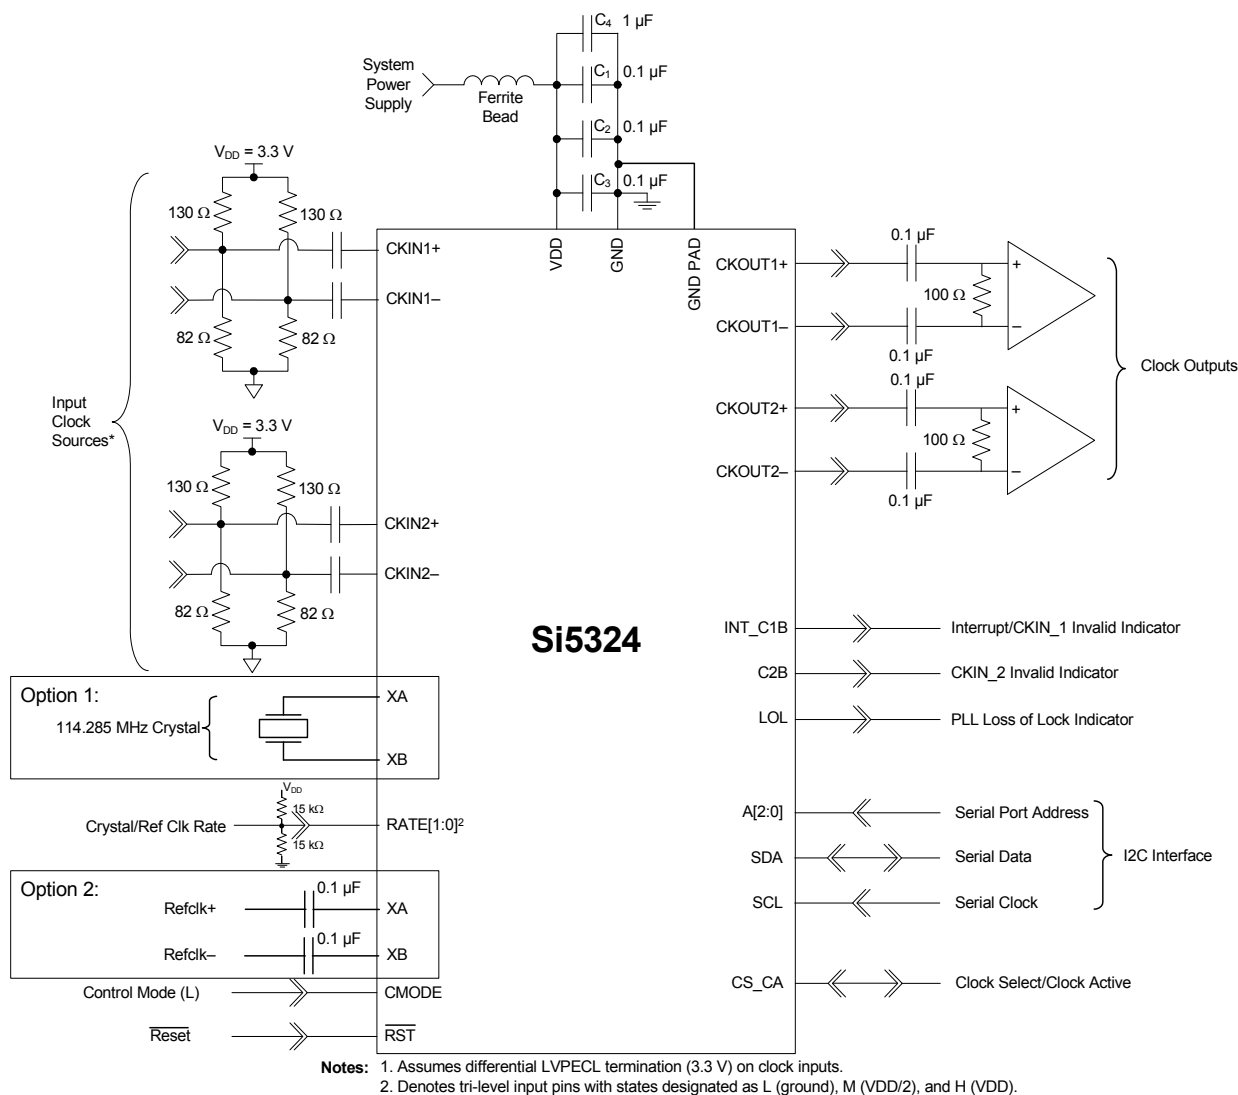 C4 1 µF
System
Power
Supply
Ferrite
Bead
C1 0.1 µF
C2 0.1 µF
C3 0.1 µF
VDD
GND
GND PAD
Input
Clock
Sources*
VDD = 3.3 V
130 Ω
130 Ω
82 Ω
82 Ω
CKIN1+
CKIN1–
VDD = 3.3 V
130 Ω
130 Ω
82 Ω
82 Ω
CKIN2+
CKIN2–
Option 1:
114.285 MHz Crystal
XA
XB
VDD
15 kΩ
15 kΩ
Crystal/Ref Clk Rate
RATE[1:0]2
Option 2:
Refclk+
0.1 µF
XA
Refclk–
0.1 µF
XB
Control Mode (L)
CMODE
Reset
RST
Si5324
CKOUT1+
0.1 µF
+
100 Ω
CKOUT1–
0.1 µF
–
CKOUT2+
0.1 µF
+
100 Ω
CKOUT2–
0.1 µF
–
Clock Outputs
INT_C1B Interrupt/CKIN_1 Invalid Indicator
C2B CKIN_2 Invalid Indicator
LOL PLL Loss of Lock Indicator
A[2:0] Serial Port Address
SDA Serial Data
SCL Serial Clock
I2C Interface
CS_CA Clock Select/Clock Active
Notes: 1. Assumes differential LVPECL termination (3.3 V) on clock inputs.
2. Denotes tri-level input pins with states designated as L (ground), M (VDD/2), and H (VDD).